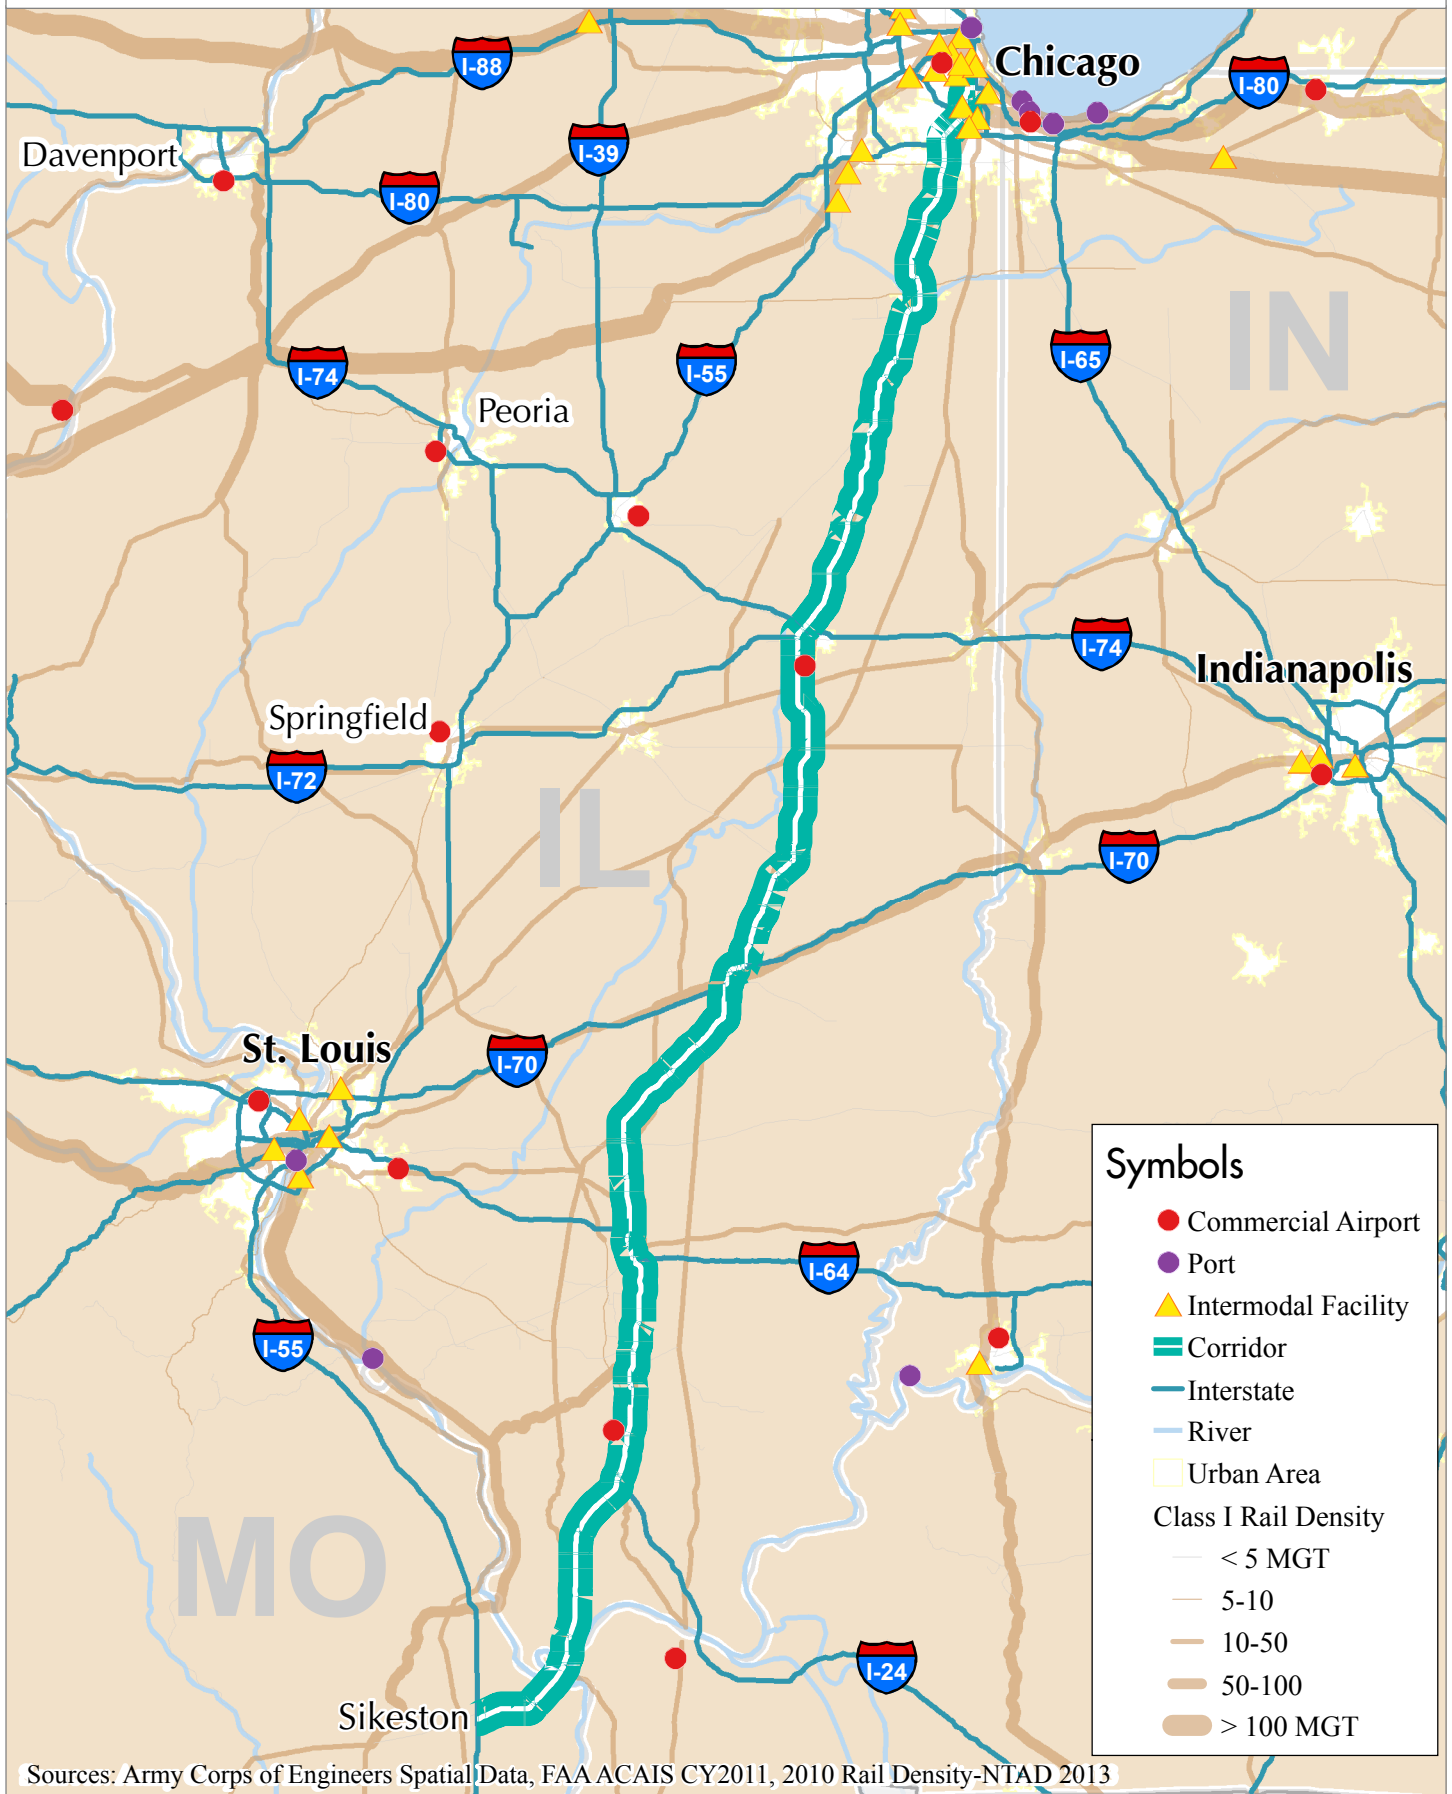 I-88
Chicago
I-80
I-39
Davenport
I-80
IN
I-65
I-74
I-55
Peoria
I-74
Indianapolis
Springfield
I-72
IL
I-70
St. Louis
I-70
Symbols
Commercial Airport
Port
Intermodal Facility
Corridor
Interstate
River
Urban Area
Class I Rail Density
< 5 MGT
5-10
10-50
50-100
> 100 MGT
I-64
I-55
MO
I-24
Sikeston
Sources: Army Corps of Engineers Spatial Data, FAA ACAIS CY2011, 2010 Rail Density-NTAD 2013